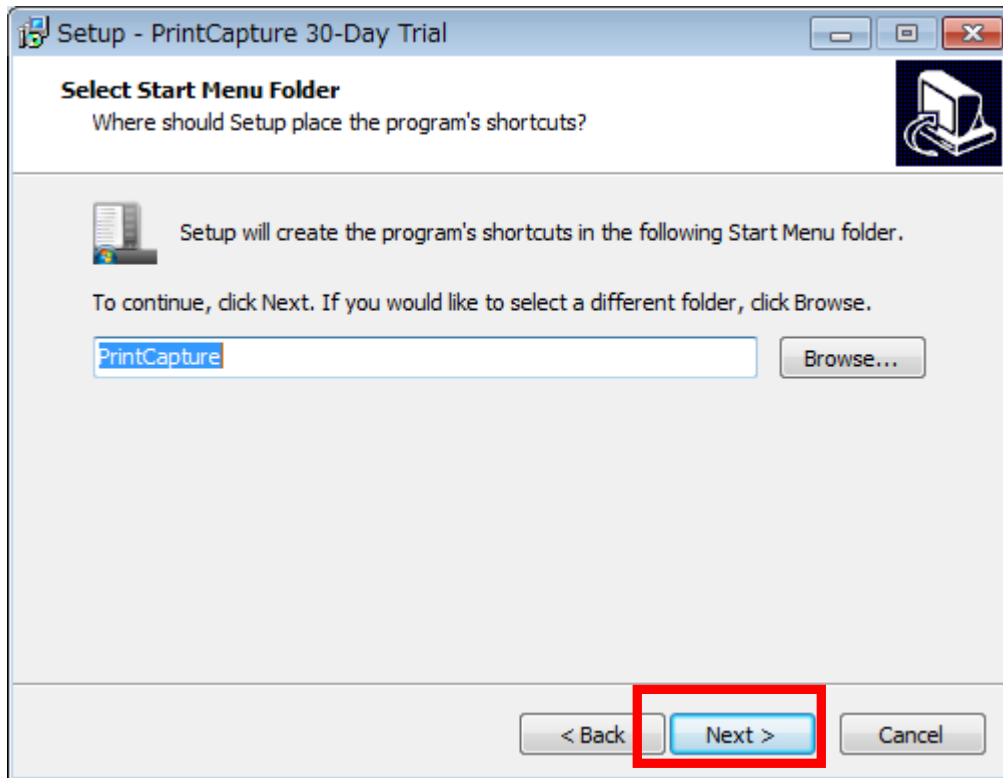 Setup - PrintCapture 30-Day Trial
Select Start Menu Folder
Where should Setup place the program's shortcuts?
Setup will create the program's shortcuts in the following Start Menu folder.
To continue, click Next. If you would like to select a different folder, click Browse.
PrintCapture
Browse...
< Back
Next >
Cancel